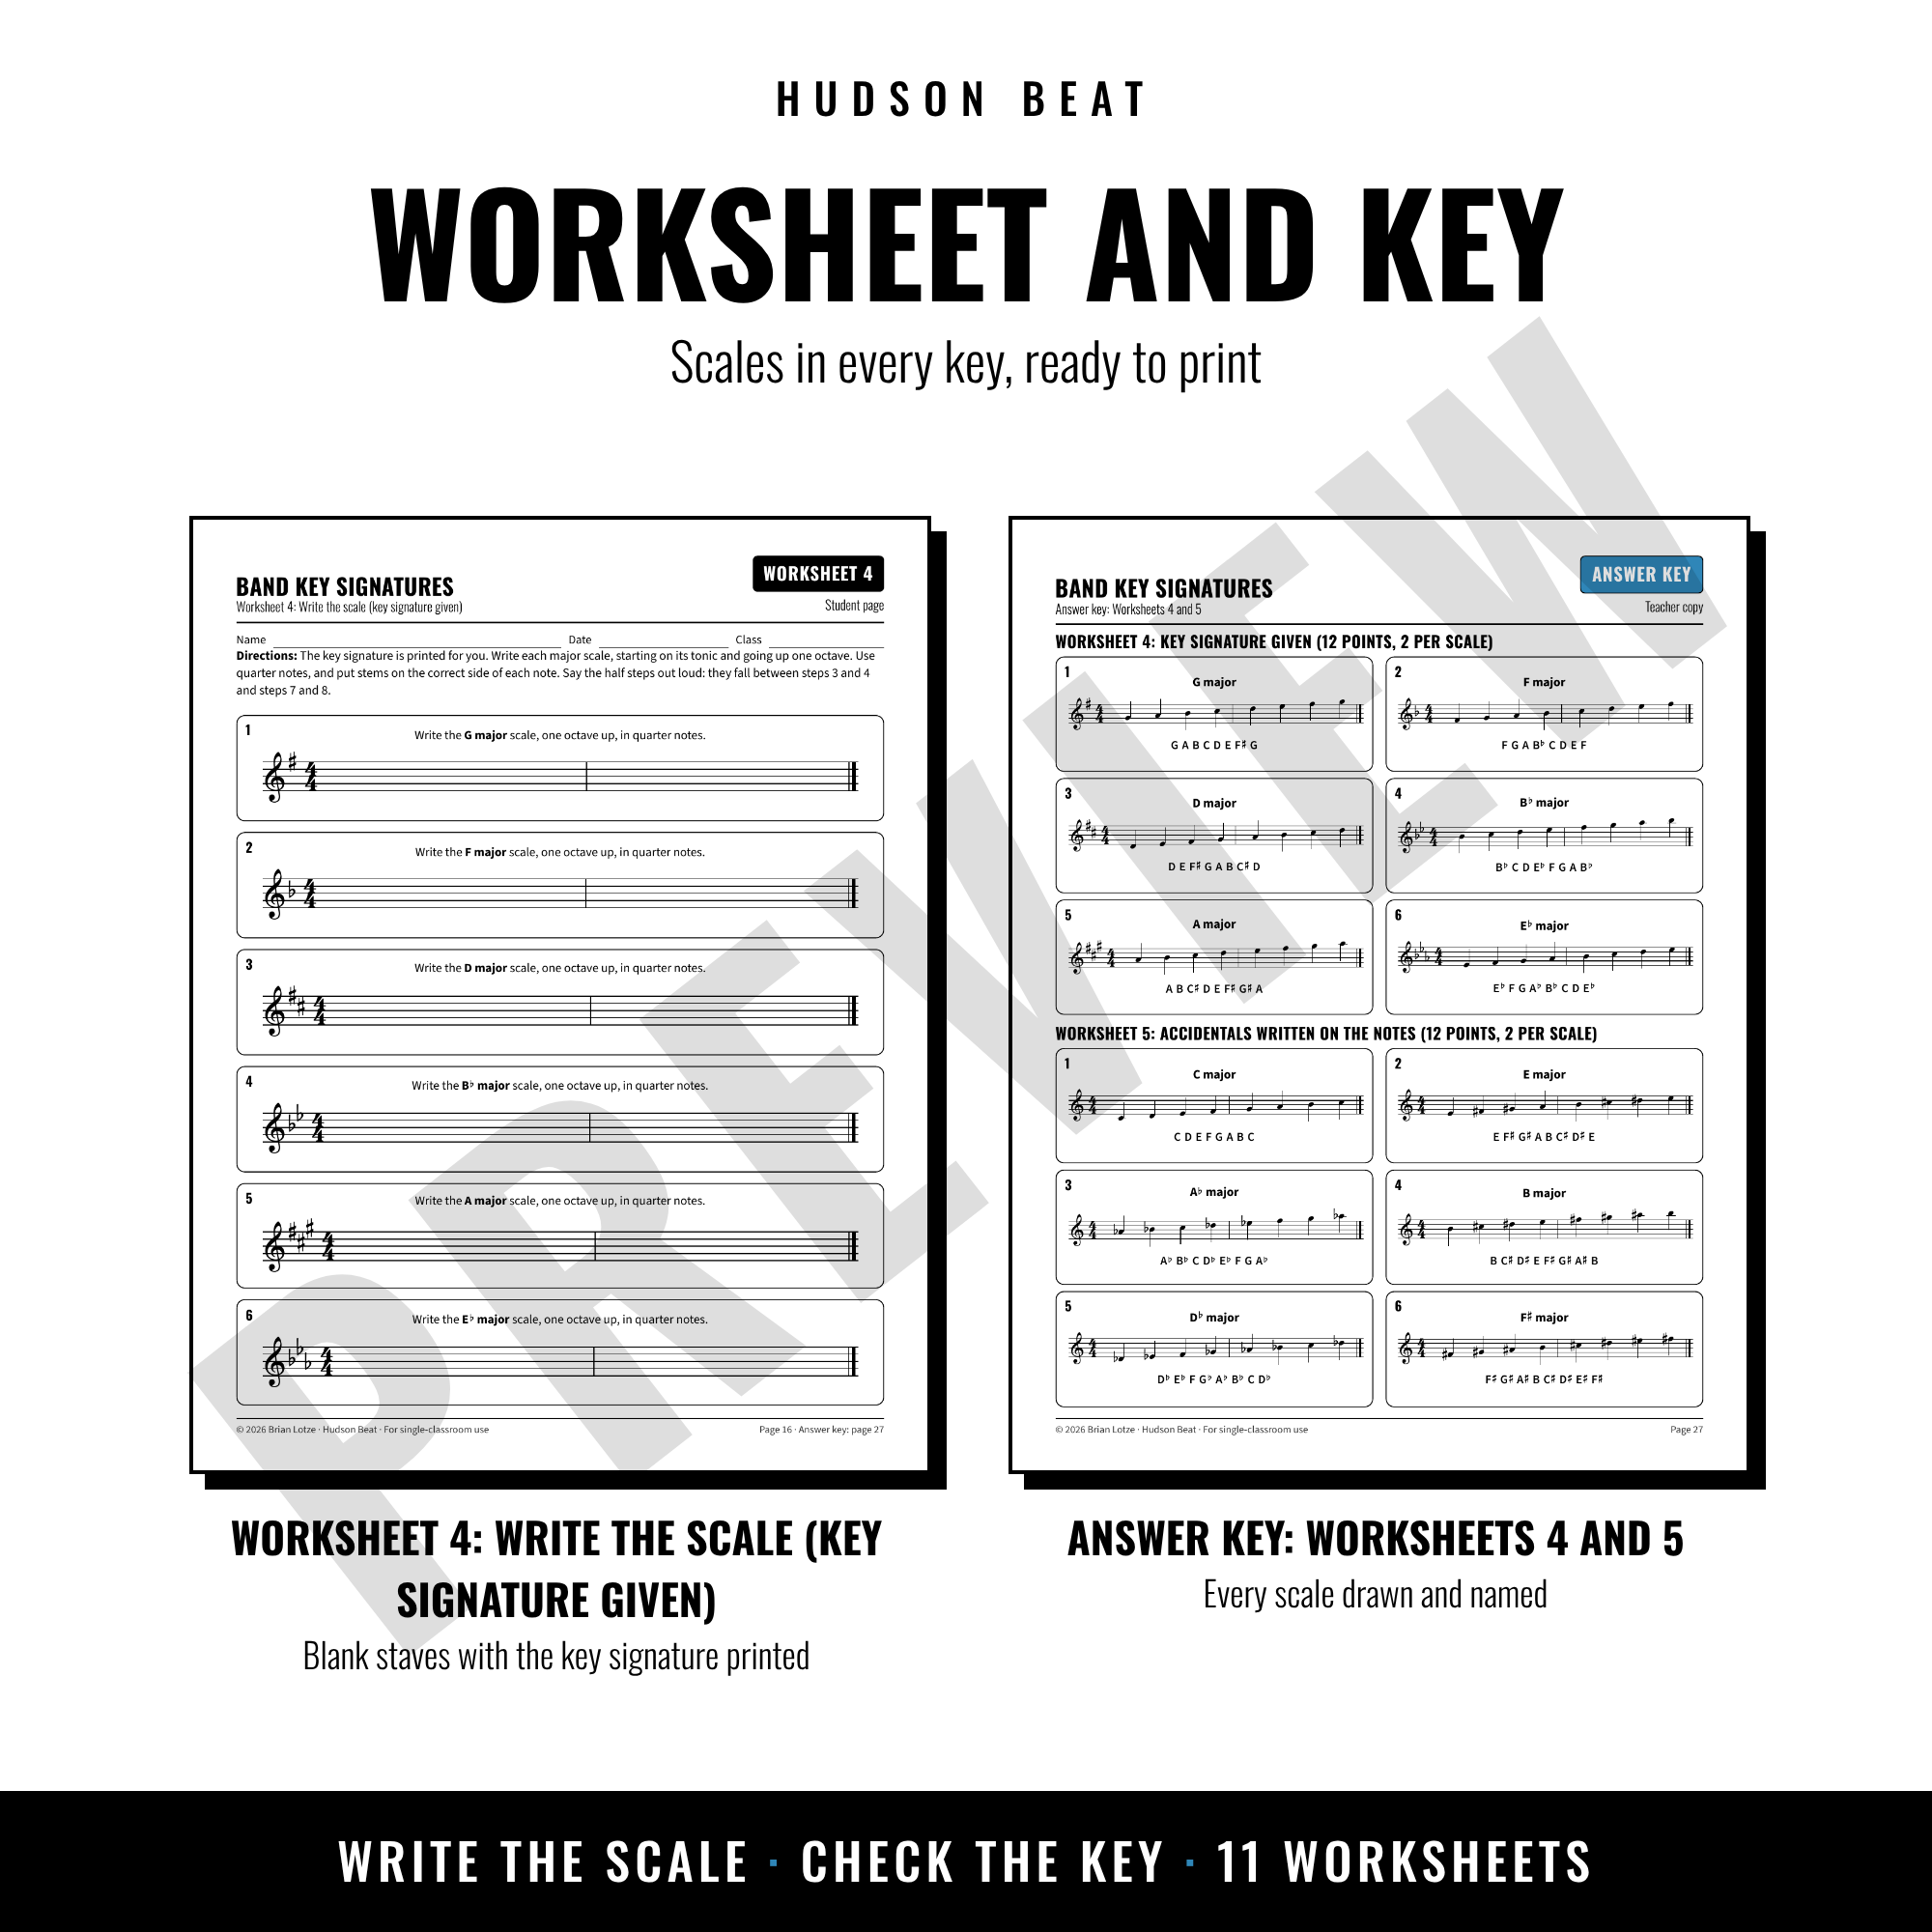 HUDSON BEAT
WORKSHEET AND KEY
Scales in every key, ready to print
PREVIEW
BAND KEY SIGNATURES
WORKSHEET 4
Worksheet 4: Write the scale (key signature given)
Student page
Name Date Class
Directions: The key signature is printed for you. Write each major scale, starting on its tonic and going up one octave. Use
quarter notes, and put stems on the correct side of each note. Say the half steps out loud: they fall between steps 3 and 4
and steps 7 and 8.
1
Write the G major scale, one octave up, in quarter notes.
2
Write the F major scale, one octave up, in quarter notes.
3
Write the D major scale, one octave up, in quarter notes.
4
Write the B♭ major scale, one octave up, in quarter notes.
5
Write the A major scale, one octave up, in quarter notes.
6
Write the E♭ major scale, one octave up, in quarter notes.
© 2026 Brian Lotze · Hudson Beat · For single-classroom use
Page 16 · Answer key: page 27
BAND KEY SIGNATURES
ANSWER KEY
Answer key: Worksheets 4 and 5
Teacher copy
WORKSHEET 4: KEY SIGNATURE GIVEN (12 POINTS, 2 PER SCALE)
1
G major
G A B C D E F♯ G
2
F major
F G A B♭ C D E F
3
D major
D E F♯ G A B C♯ D
4
B♭ major
B♭ C D E♭ F G A B♭
5
A major
A B C♯ D E F♯ G♯ A
6
E♭ major
E♭ F G A♭ B♭ C D E♭
WORKSHEET 5: ACCIDENTALS WRITTEN ON THE NOTES (12 POINTS, 2 PER SCALE)
1
C major
C D E F G A B C
2
E major
E F♯ G♯ A B C♯ D♯ E
3
A♭ major
A♭ B♭ C D♭ E♭ F G A♭
4
B major
B C♯ D♯ E F♯ G♯ A♯ B
5
D♭ major
D♭ E♭ F G♭ A♭ B♭ C D♭
6
F♯ major
F♯ G♯ A♯ B C♯ D♯ E♯ F♯
© 2026 Brian Lotze · Hudson Beat · For single-classroom use
Page 27
WORKSHEET 4: WRITE THE SCALE (KEY
SIGNATURE GIVEN)
Blank staves with the key signature printed
ANSWER KEY: WORKSHEETS 4 AND 5
Every scale drawn and named
WRITE THE SCALE · CHECK THE KEY · 11 WORKSHEETS